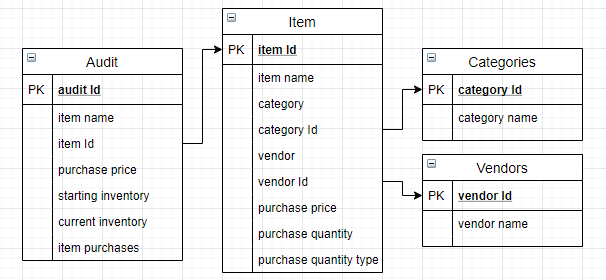 Audit
PK audit Id
item name
item Id
purchase price
starting inventory
current inventory
item purchases
Item
PK item Id
item name
category
category Id
vendor
vendor Id
purchase price
purchase quantity
purchase quantity type
Categories
PK category Id
category name
Vendors
PK vendor Id
vendor name